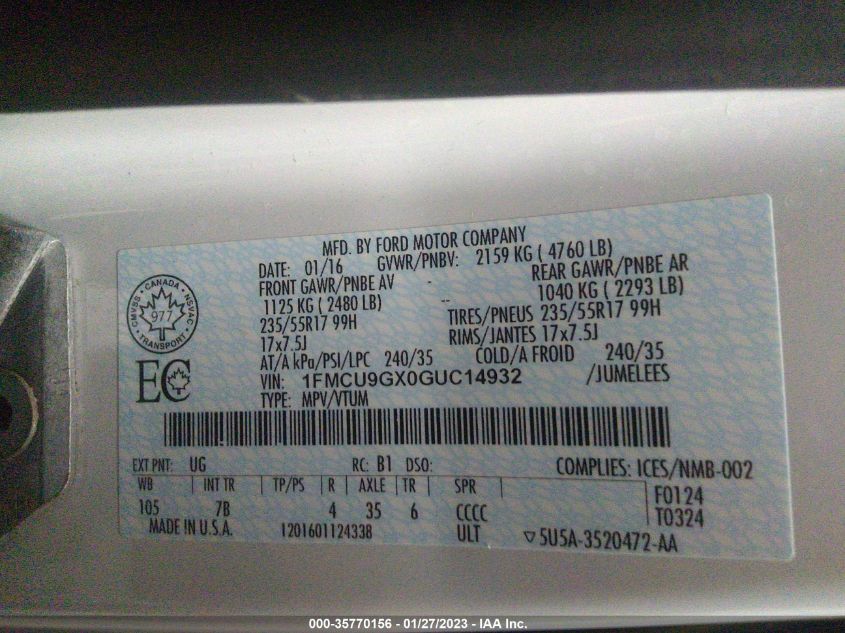 MFD. BY FORD MOTOR COMPANY
DATE: 01/16 GVWR/PNBV: 2159 KG ( 4760 LB)
FRONT GAWR/PNBE AV REAR GAWR/PNBE AR
1125 KG ( 2480 LB) -- 1040 KG ( 2293 LB)
235/55R17 99H TIRES/PNEUS 235/55R17 99H
17x7.5J RIMS/JANTES 17x7.5J
AT/A kPa/PSI/LPC 240/35 COLD/A FROID 240/35
VIN: 1FMCU9GX0GUC14932 /JUMELEES
TYPE: MPV/VTUM
CMVSS · CANADA · NSVAC · TRANSPORT ·
977
EC
EXT PNT: UG RC: B1 DSO: COMPLIES: ICES/NMB-002
WB INT TR TP/PS R AXLE TR SPR F0124
105 7B 4 35 6 CCCC T0324
MADE IN U.S.A. 1201601124338 ULT ▽5U5A-3520472-AA
000-35770156 - 01/27/2023 - IAA Inc.